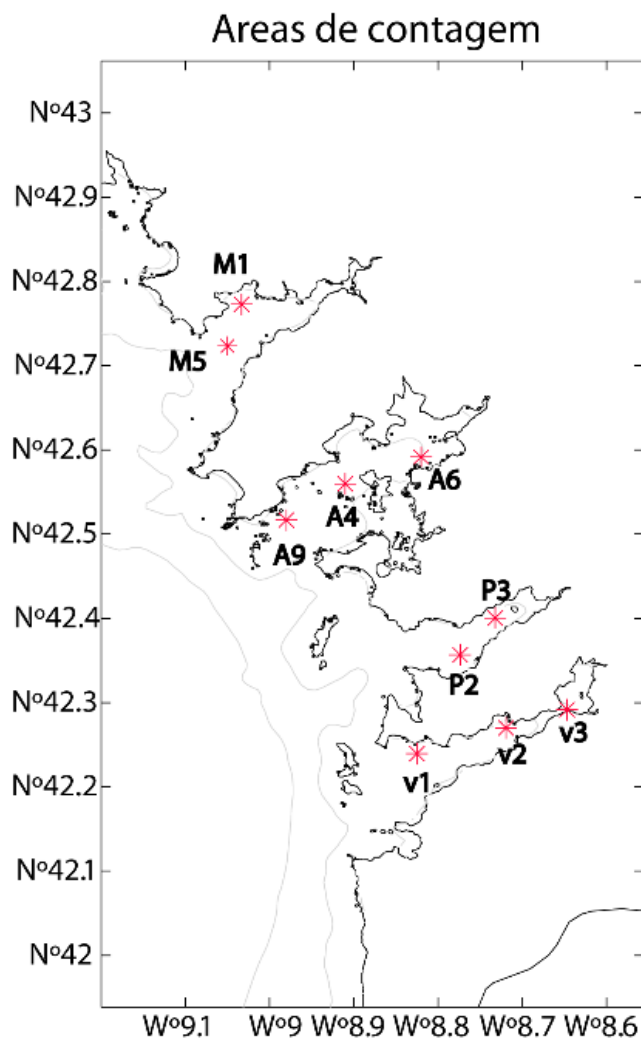 Areas de contagem
Nº43
Nº42.9
Nº42.8
Nº42.7
Nº42.6
Nº42.5
Nº42.4
Nº42.3
Nº42.2
Nº42.1
Nº42
M1
M5
A6
A4
A9
P3
P2
v3
v2
v1
Wº9.1 Wº9 Wº8.9 Wº8.8 Wº8.7 Wº8.6